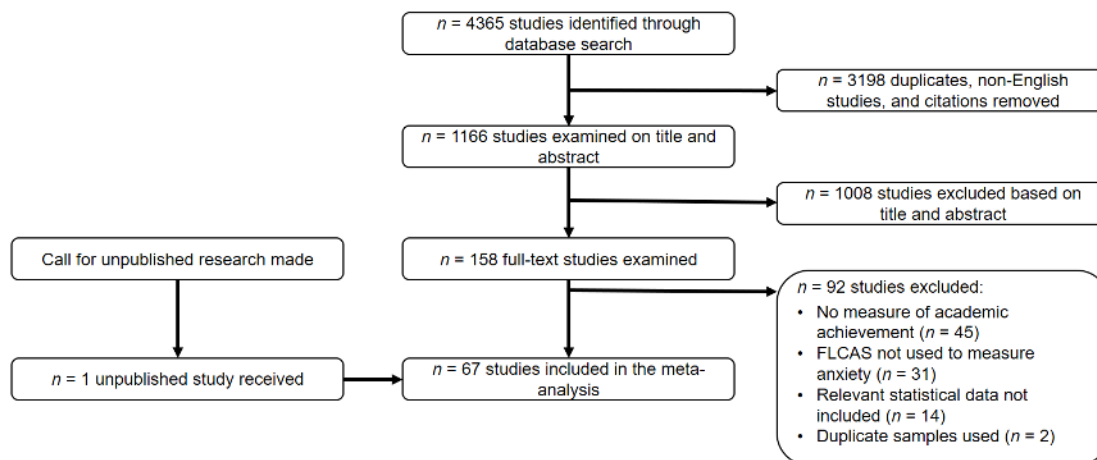 n = 4365 studies identified through
database search
n = 3198 duplicates, non-English
studies, and citations removed
n = 1166 studies examined on title and
abstract
n = 1008 studies excluded based on
title and abstract
Call for unpublished research made
n = 158 full-text studies examined
n = 92 studies excluded:
• No measure of academic
achievement (n = 45)
• FLCAS not used to measure
anxiety (n = 31)
• Relevant statistical data not
included (n = 14)
• Duplicate samples used (n = 2)
n = 1 unpublished study received
n = 67 studies included in the meta-
analysis